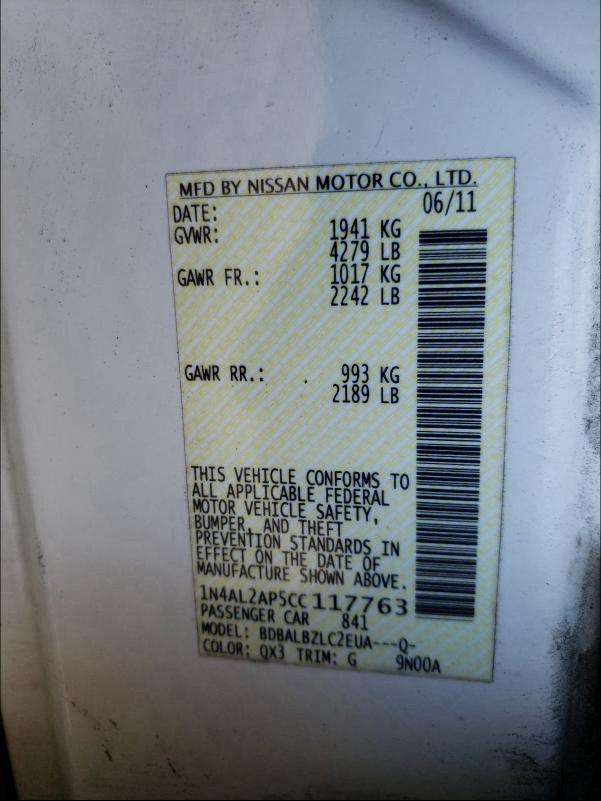 MFD BY NISSAN MOTOR CO., LTD.
DATE: 06/11
GVWR: 1941 KG
4279 LB
GAWR FR.: 1017 KG
2242 LB
GAWR RR.: 993 KG
2189 LB
THIS VEHICLE CONFORMS TO
ALL APPLICABLE FEDERAL
MOTOR VEHICLE SAFETY,
BUMPER, AND THEFT
PREVENTION STANDARDS IN
EFFECT ON THE DATE OF
MANUFACTURE SHOWN ABOVE.
1N4AL2AP5CC117763
PASSENGER CAR 841
MODEL: BDBALBZLC2EUA---Q-
COLOR: QX3 TRIM: G 9N00A